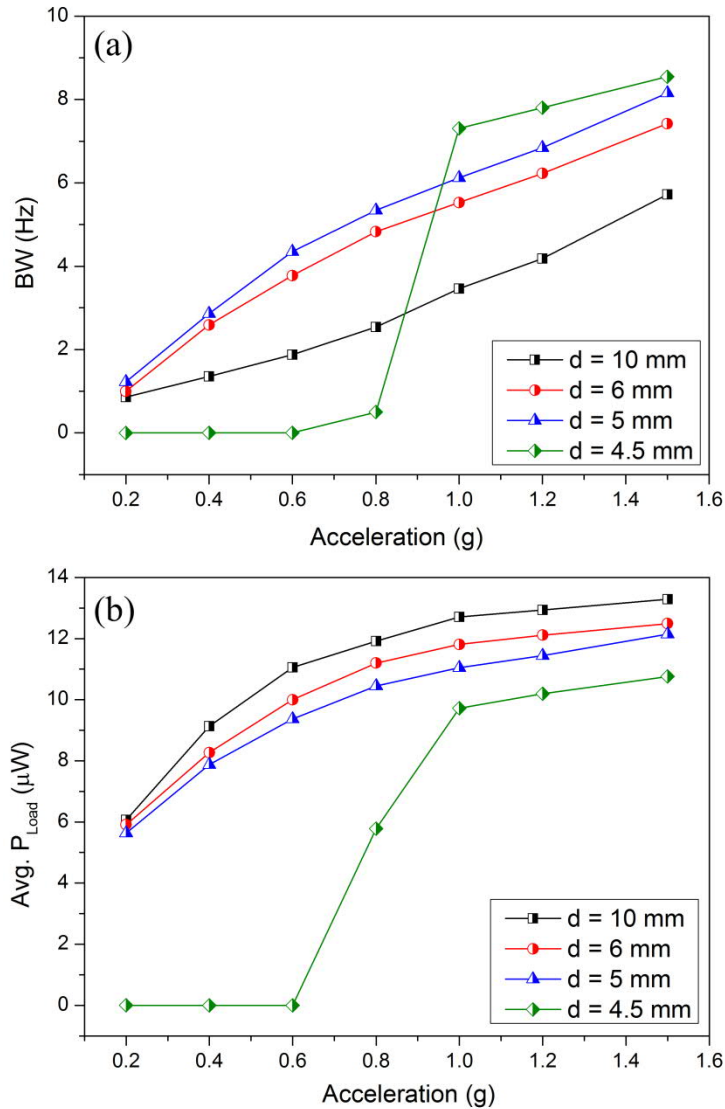 (a)
BW (Hz)
10
8
6
4
2
0
d = 10 mm
d = 6 mm
d = 5 mm
d = 4.5 mm
0.2 0.4 0.6 0.8 1.0 1.2 1.4 1.6
Acceleration (g)
(b)
Avg. P_Load (μW)
14
12
10
8
6
4
2
0
d = 10 mm
d = 6 mm
d = 5 mm
d = 4.5 mm
0.2 0.4 0.6 0.8 1.0 1.2 1.4 1.6
Acceleration (g)